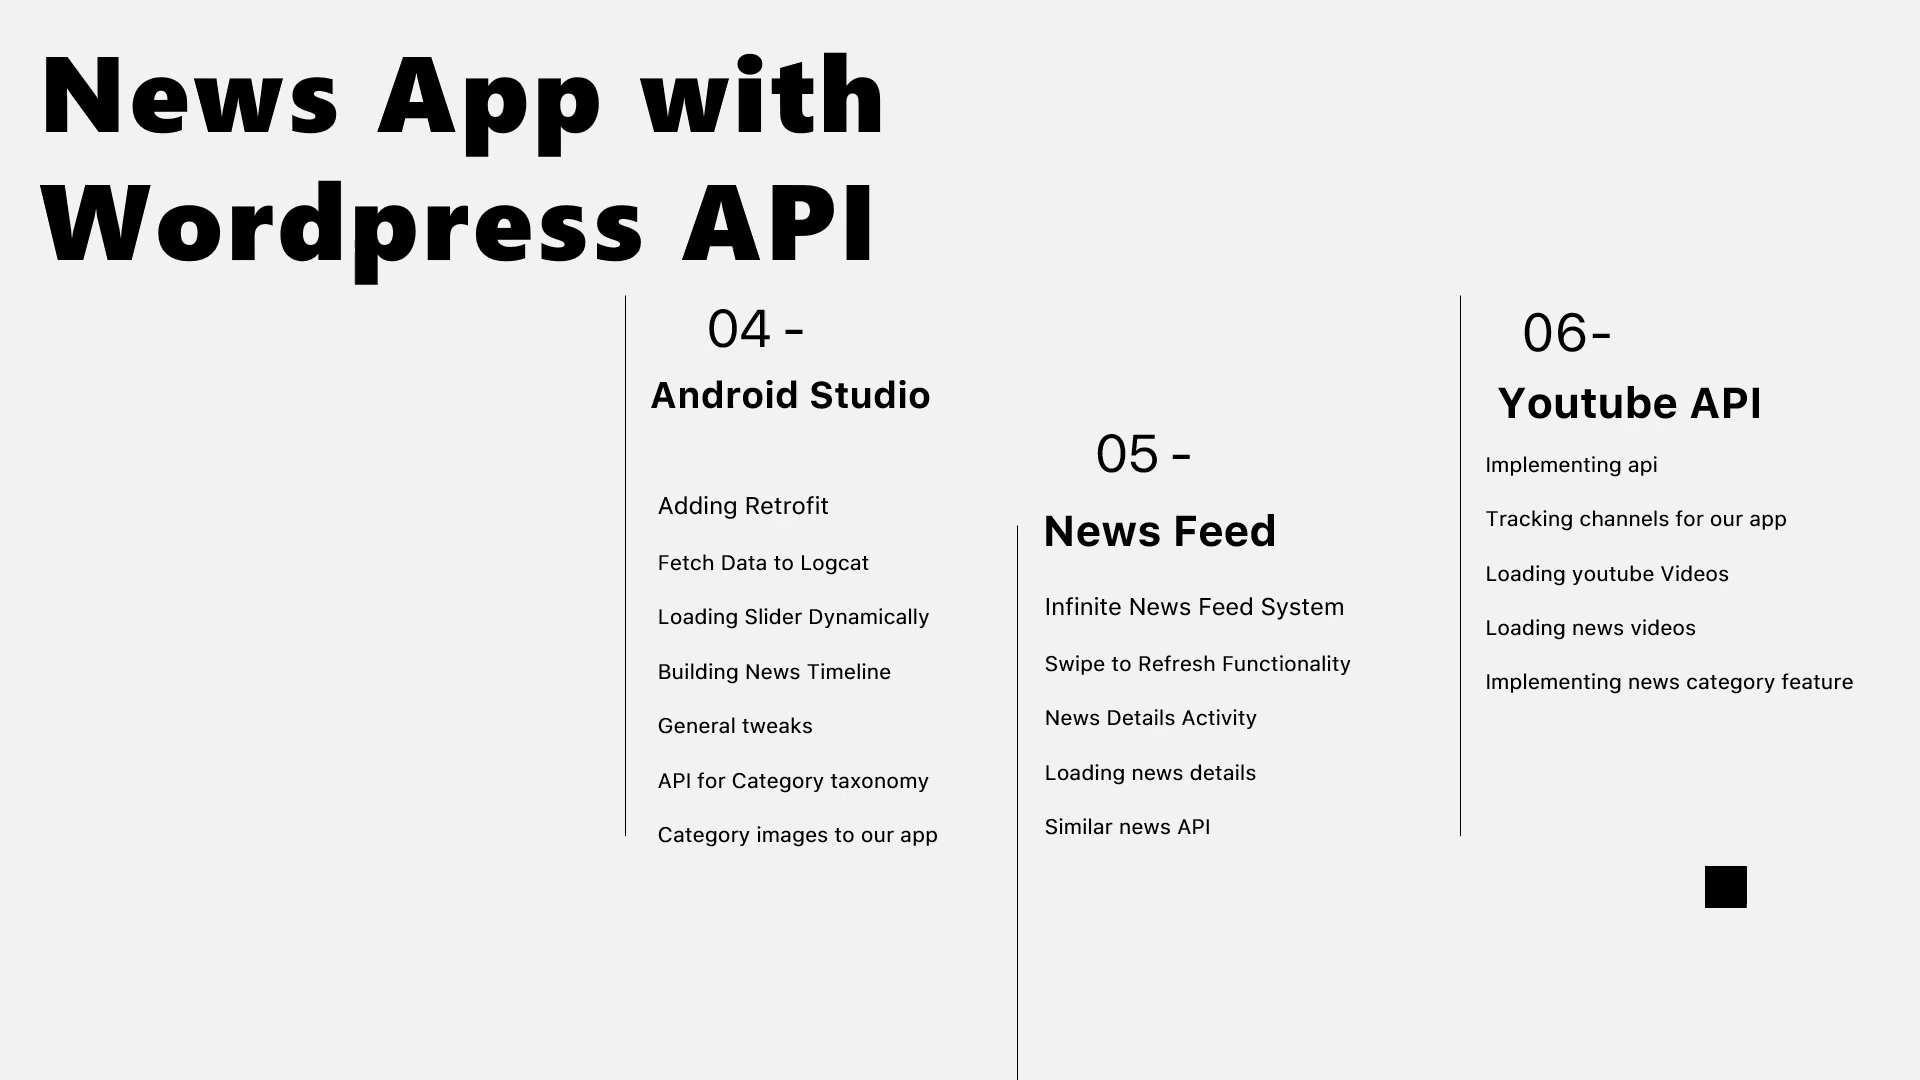 News App with
Wordpress API
04 -
Android Studio
Adding Retrofit
Fetch Data to Logcat
Loading Slider Dynamically
Building News Timeline
General tweaks
API for Category taxonomy
Category images to our app
05 -
News Feed
Infinite News Feed System
Swipe to Refresh Functionality
News Details Activity
Loading news details
Similar news API
06-
Youtube API
Implementing api
Tracking channels for our app
Loading youtube Videos
Loading news videos
Implementing news category feature